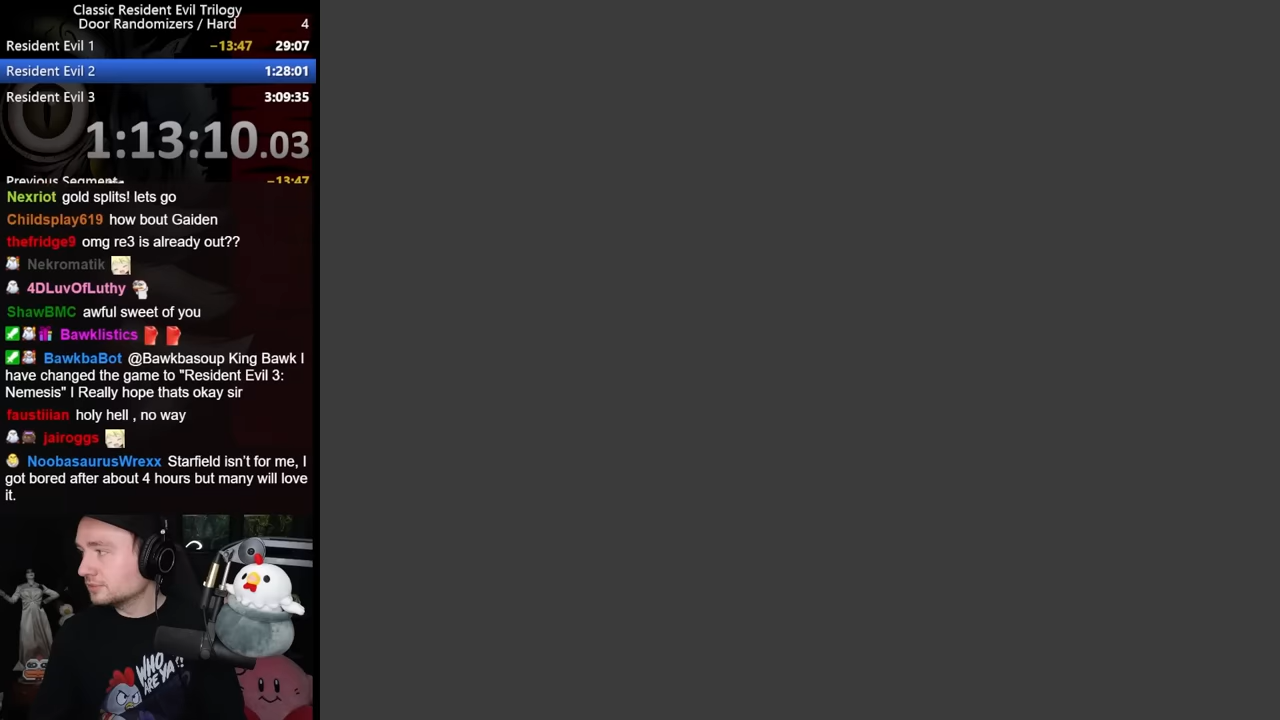 Classic Resident Evil Trilogy
Door Randomizers / Hard 4
Resident Evil 1 −13:47 29:07
Resident Evil 2 1:28:01
Resident Evil 3 3:09:35
1:13:10.03
Previous Segment −13:47
Nexriot gold splits! lets go
Childsplay619 how bout Gaiden
thefridge9 omg re3 is already out??
Nekromatik
4DLuvOfLuthy
ShawBMC awful sweet of you
Bawklistics
BawkbaBot @Bawkbasoup King Bawk I
have changed the game to "Resident Evil 3:
Nemesis" I Really hope thats okay sir
faustiiian holy hell , no way
jairoggs
NoobasaurusWrexx Starfield isn't for me, I
got bored after about 4 hours but many will love
it.
WHO
ARE YA?!